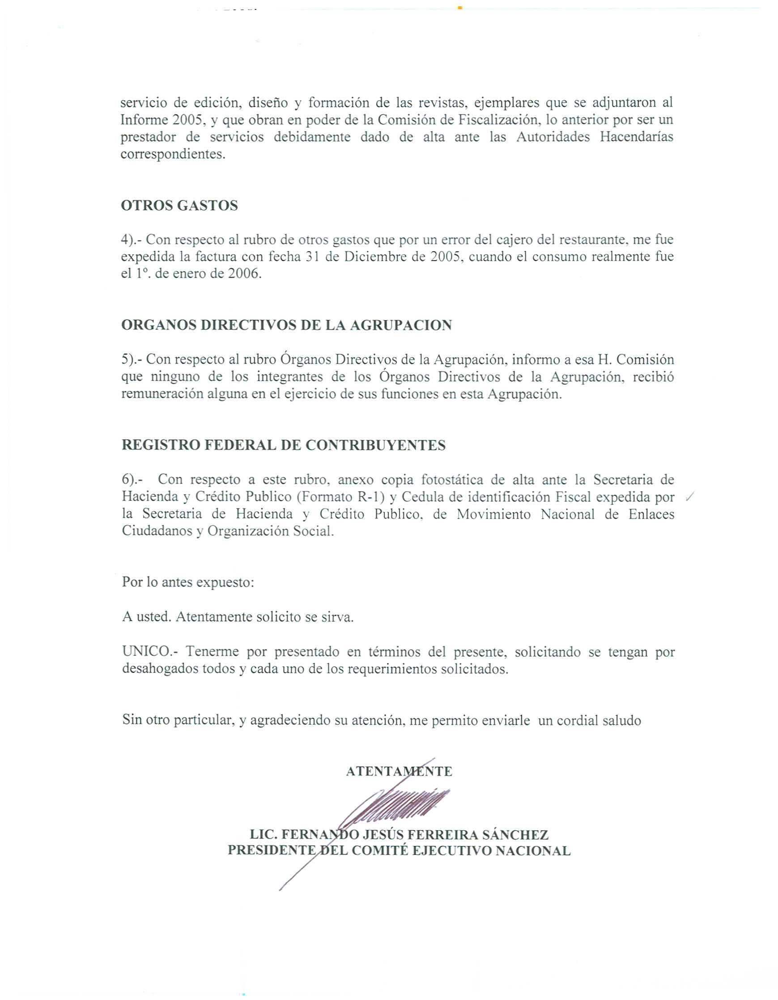 servicio de edición, diseño y formación de las revistas, ejemplares que se adjuntaron al
Informe 2005, y que obran en poder de la Comisión de Fiscalización, lo anterior por ser un
prestador de servicios debidamente dado de alta ante las Autoridades Hacendarías
correspondientes.
OTROS GASTOS
4).- Con respecto al rubro de otros gastos que por un error del cajero del restaurante, me fue
expedida la factura con fecha 31 de Diciembre de 2005, cuando el consumo realmente fue
el 1º. de enero de 2006.
ORGANOS DIRECTIVOS DE LA AGRUPACION
5).- Con respecto al rubro Órganos Directivos de la Agrupación, informo a esa H. Comisión
que ninguno de los integrantes de los Órganos Directivos de la Agrupación, recibió
remuneración alguna en el ejercicio de sus funciones en esta Agrupación.
REGISTRO FEDERAL DE CONTRIBUYENTES
6).- Con respecto a este rubro, anexo copia fotostática de alta ante la Secretaria de
Hacienda y Crédito Publico (Formato R-1) y Cedula de identificación Fiscal expedida por
la Secretaria de Hacienda y Crédito Publico, de Movimiento Nacional de Enlaces
Ciudadanos y Organización Social.
Por lo antes expuesto:
A usted. Atentamente solicito se sirva.
UNICO.- Tenerme por presentado en términos del presente, solicitando se tengan por
desahogados todos y cada uno de los requerimientos solicitados.
Sin otro particular, y agradeciendo su atención, me permito enviarle un cordial saludo
ATENTAMENTE
LIC. FERNANDO JESÚS FERREIRA SÁNCHEZ
PRESIDENTE DEL COMITÉ EJECUTIVO NACIONAL